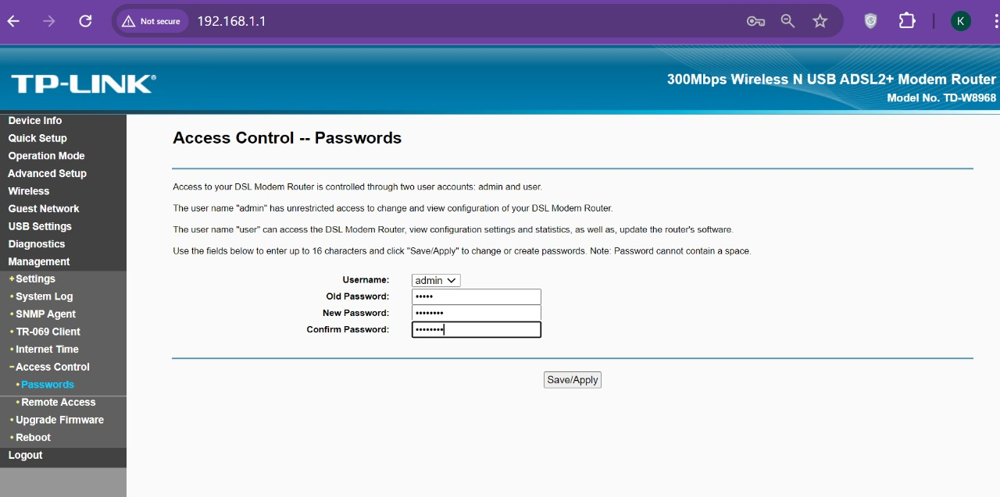 Not secure 192.168.1.1 K
TP-LINK®
300Mbps Wireless N USB ADSL2+ Modem Router
Model No. TD-W8968
Device Info
Quick Setup
Operation Mode
Advanced Setup
Wireless
Guest Network
USB Settings
Diagnostics
Management
+Settings
• System Log
• SNMP Agent
• TR-069 Client
• Internet Time
−Access Control
• Passwords
• Remote Access
• Upgrade Firmware
• Reboot
Logout
Access Control -- Passwords
Access to your DSL Modem Router is controlled through two user accounts: admin and user.
The user name "admin" has unrestricted access to change and view configuration of your DSL Modem Router.
The user name "user" can access the DSL Modem Router, view configuration settings and statistics, as well as, update the router's software.
Use the fields below to enter up to 16 characters and click "Save/Apply" to change or create passwords. Note: Password cannot contain a space.
Username: admin
Old Password: •••••
New Password: ••••••••
Confirm Password: ••••••••
Save/Apply